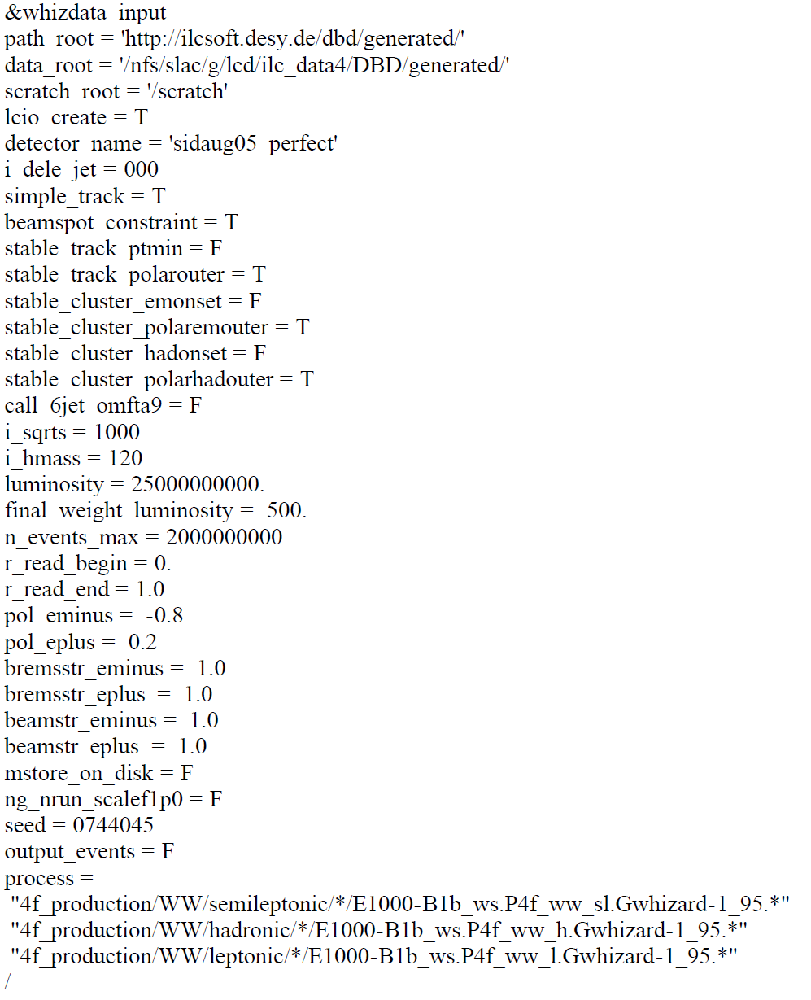 &whizdata_input
path_root = 'http://ilcsoft.desy.de/dbd/generated/'
data_root = '/nfs/slac/g/lcd/ilc_data4/DBD/generated/'
scratch_root = '/scratch'
lcio_create = T
detector_name = 'sidaug05_perfect'
i_dele_jet = 000
simple_track = T
beamspot_constraint = T
stable_track_ptmin = F
stable_track_polarouter = T
stable_cluster_emonset = F
stable_cluster_polaremouter = T
stable_cluster_hadonset = F
stable_cluster_polarhadouter = T
call_6jet_omfta9 = F
i_sqrts = 1000
i_hmass = 120
luminosity = 25000000000.
final_weight_luminosity =  500.
n_events_max = 2000000000
r_read_begin = 0.
r_read_end = 1.0
pol_eminus =  -0.8
pol_eplus =  0.2
bremsstr_eminus =  1.0
bremsstr_eplus  =  1.0
beamstr_eminus =  1.0
beamstr_eplus  =  1.0
mstore_on_disk = F
ng_nrun_scalef1p0 = F
seed = 0744045
output_events = F
process =
"4f_production/WW/semileptonic/*/E1000-B1b_ws.P4f_ww_sl.Gwhizard-1_95.*"
"4f_production/WW/hadronic/*/E1000-B1b_ws.P4f_ww_h.Gwhizard-1_95.*"
"4f_production/WW/leptonic/*/E1000-B1b_ws.P4f_ww_l.Gwhizard-1_95.*"
/